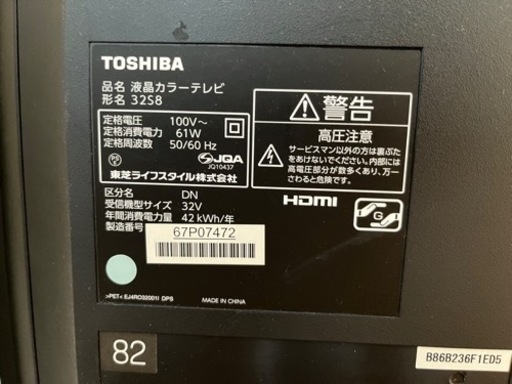 TOSHIBA
品名 液晶カラーテレビ
形名 32S8
定格電圧 100V～
定格消費電力 61W
定格周波数 50/60 Hz
JQA
JQ10437
東芝ライフスタイル株式会社
区分名 DN
受信機型サイズ 32V
年間消費電力量 42 kWh/年
製造番号
67P07472
>PET< EJ4RC32001I DPS
MADE IN CHINA
警告
高圧注意
サービスマン以外の方は裏ぶたをあけないでください。内部には高電圧部分が数多くあり、万一さわると危険です。
HDMI
G
82
B86B236F1ED5